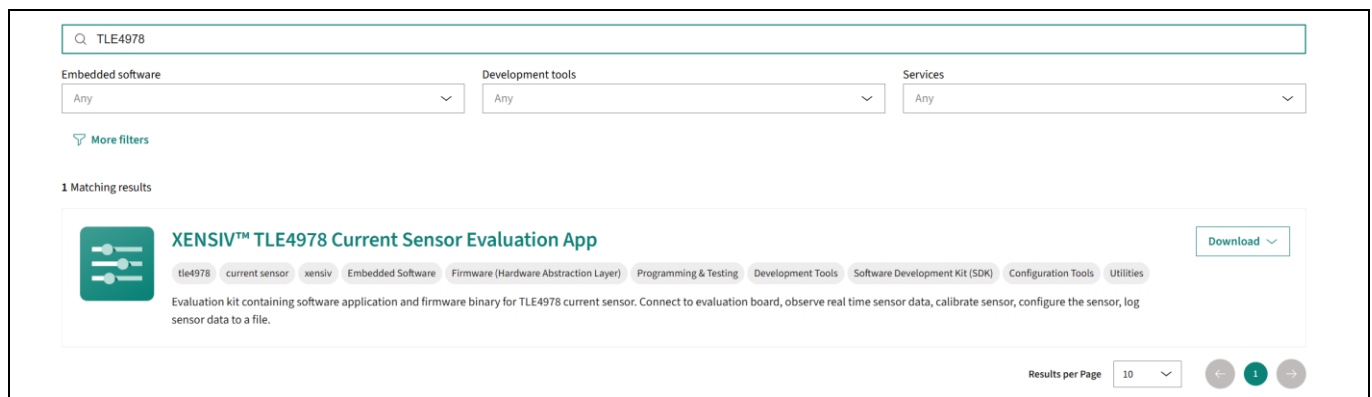 TLE4978
Embedded software
Development tools
Services
Any
Any
Any
More filters
1 Matching results
XENSIV™ TLE4978 Current Sensor Evaluation App
Download
tle4978 current sensor xensiv Embedded Software Firmware (Hardware Abstraction Layer) Programming & Testing Development Tools Software Development Kit (SDK) Configuration Tools Utilities
Evaluation kit containing software application and firmware binary for TLE4978 current sensor. Connect to evaluation board, observe real time sensor data, calibrate sensor, configure the sensor, log
sensor data to a file.
Results per Page 10 1